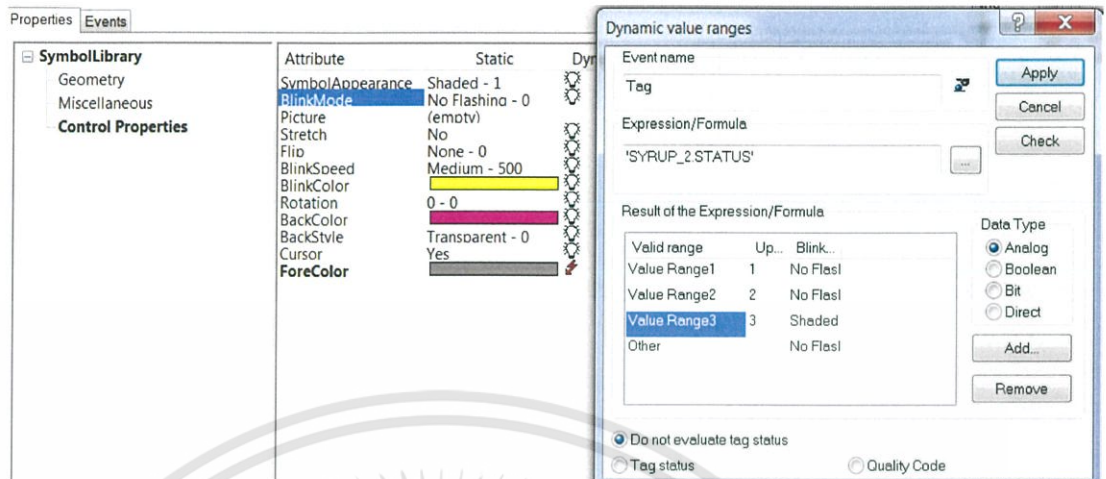 Properties Events
SymbolLibrary
Geometry
Miscellaneous
Control Properties
Attribute Static Dyr
SymbolAppearance Shaded - 1
BlinkMode No Flashing - 0
Picture (empty)
Stretch No
Flip None - 0
BlinkSpeed Medium - 500
BlinkColor
Rotation 0 - 0
BackColor
BackStyle Transparent - 0
Cursor Yes
ForeColor
Dynamic value ranges
Event name
Tag
Apply
Cancel
Check
Expression/Formula
'SYRUP_2.STATUS'
...
Result of the Expression/Formula
Valid range Up... Blink...
Value Range1 1 No Flasl
Value Range2 2 No Flasl
Value Range3 3 Shaded
Other No Flasl
Data Type
Analog
Boolean
Bit
Direct
Add...
Remove
Do not evaluate tag status
Tag status Quality Code